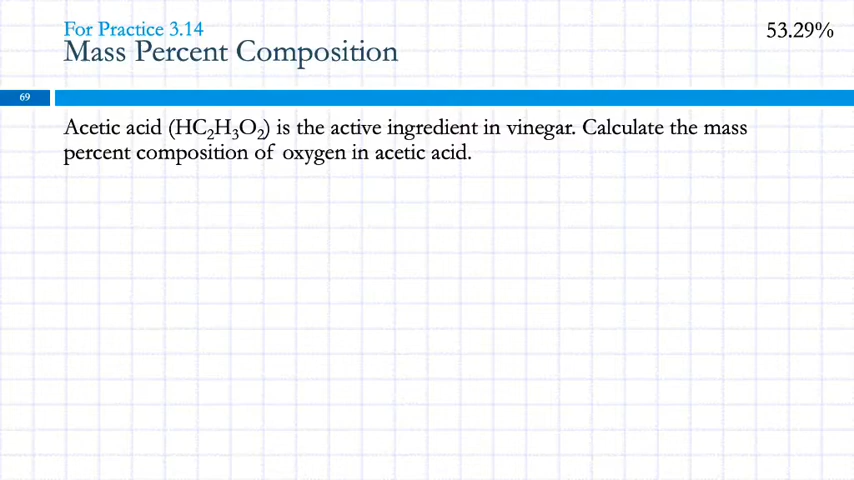 For Practice 3.14
53.29%
Mass Percent Composition
69
Acetic acid (HC₂H₃O₂) is the active ingredient in vinegar. Calculate the mass
percent composition of oxygen in acetic acid.